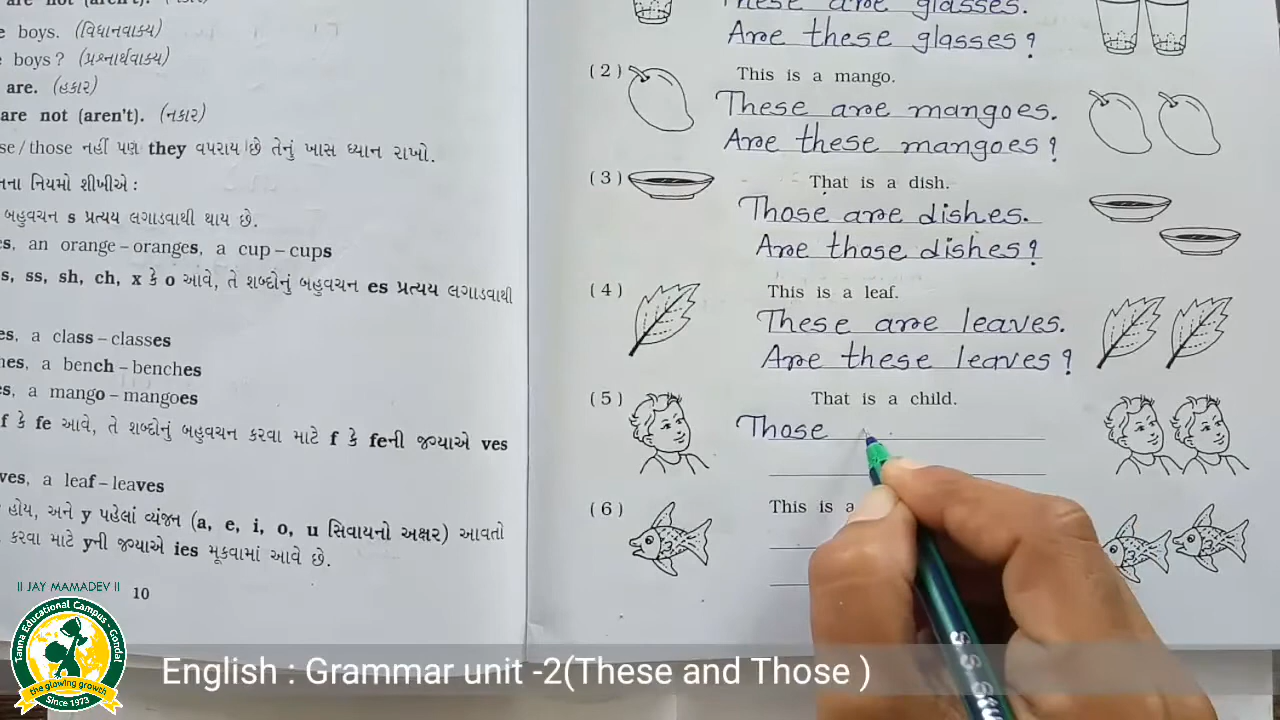 are not (aren't). (નકાર)
e boys. (વિધાનવાક્ય)
boys ? (પ્રશ્નાર્થવાક્ય)
are. (હકાર)
are not (aren't). (નકાર)
se/those નહીં પણ they વપરાય છે તેનું ખાસ ધ્યાન રાખો.
નના નિયમો શીખીએ :
બહુવચન s પ્રત્યય લગાડવાથી થાય છે.
es, an orange – oranges, a cup – cups
s, ss, sh, ch, x કે o આવે, તે શબ્દોનું બહુવચન es પ્રત્યય લગાડવાથી
es, a class – classes
hes, a bench – benches
es, a mango – mangoes
f કે fe આવે, તે શબ્દોનું બહુવચન કરવા માટે f કે feની જગ્યાએ ves
ves, a leaf – leaves
હોય, અને y પહેલાં વ્યંજન (a, e, i, o, u સિવાયનો અક્ષર) આવતો
કરવા માટે yની જગ્યાએ ies મૂકવામાં આવે છે.
10
These are glasses.
Are these glasses?
(2) This is a mango.
These are mangoes.
Are these mangoes?
(3) That is a dish.
Those are dishes.
Are those dishes?
(4) This is a leaf.
These are leaves.
Are these leaves?
(5) That is a child.
Those
(6) This is a
॥ JAY MAMADEV ॥
Tanna Educational Campus - Gondal
the glowing growth
Since 1973
English : Grammar unit -2(These and Those )